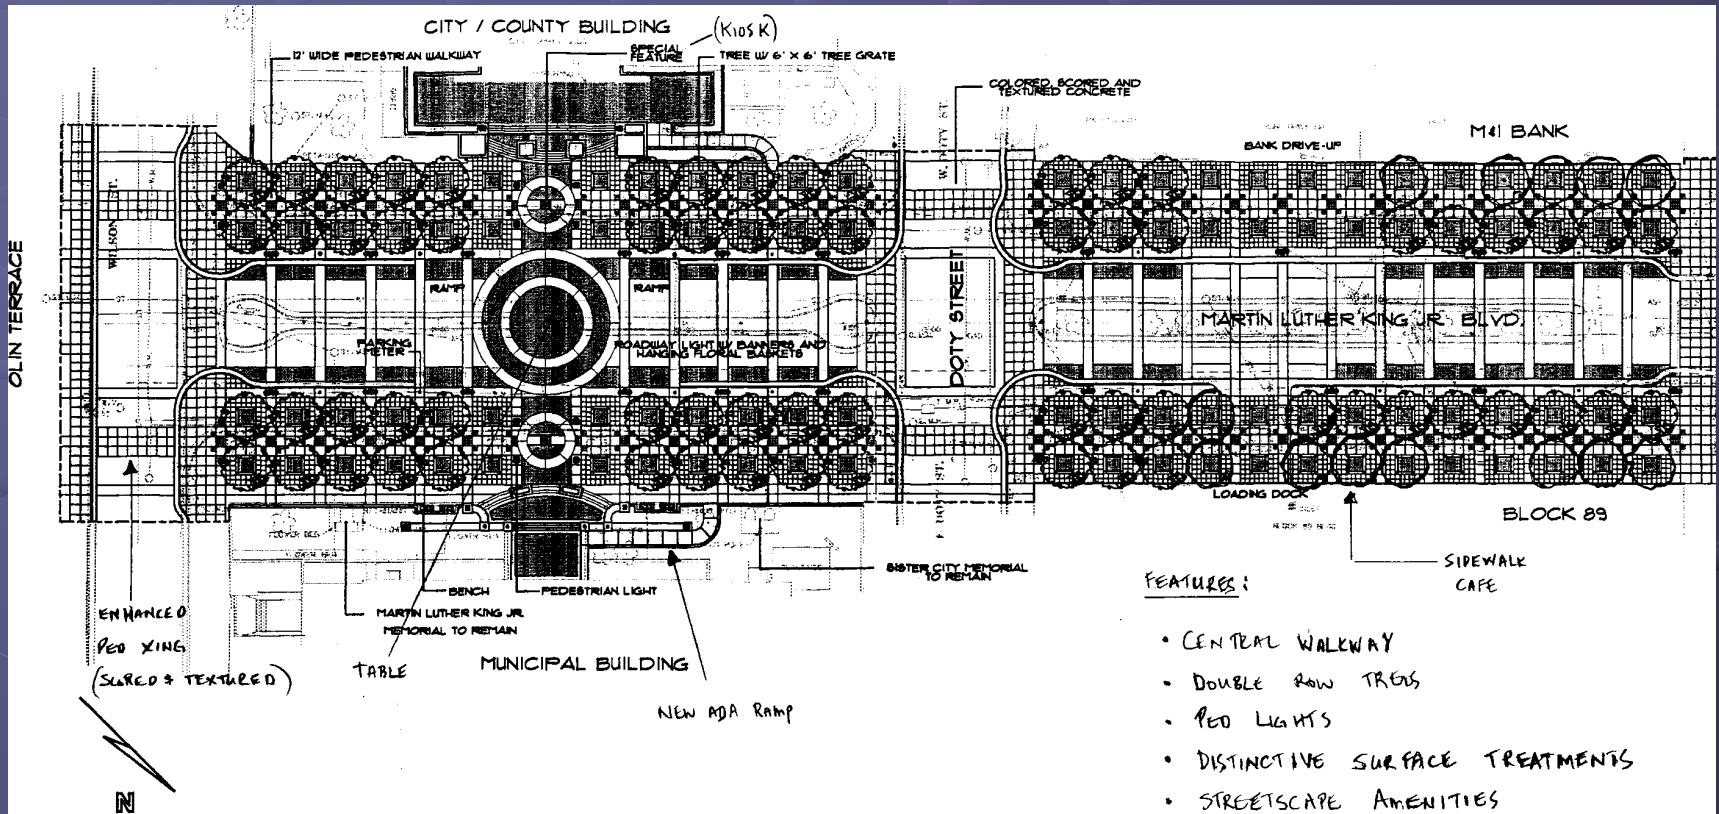 CITY / COUNTY BUILDING
(KIOSK)
12' WIDE PEDESTRIAN WALKWAY
SPECIAL
FEATURE
TREE W/ 6' X 6' TREE GRATE
COLORED, SCORED AND
TEXTURED CONCRETE
M&I BANK
BANK DRIVE-UP
W. DOTY ST.
WILSON ST.
OLIN TERRACE
RAMP
RAMP
DOTY STREET
MARTIN LUTHER KING JR. BLVD.
PARKING
METER
ROADWAY LIGHT W/ BANNERS AND
HANGING FLORAL BASKETS
LOADING DOCK
BLOCK 89
SIDEWALK
CAFE
SISTER CITY MEMORIAL
TO REMAIN
BENCH
PEDESTRIAN LIGHT
MARTIN LUTHER KING JR.
MEMORIAL TO REMAIN
MUNICIPAL BUILDING
TABLE
NEW ADA RAMP
ENHANCED
PED XING
(SCORED & TEXTURED)
N
FEATURES:
• CENTRAL WALKWAY
• DOUBLE ROW TREES
• PED LIGHTS
• DISTINCTIVE SURFACE TREATMENTS
• STREETSCAPE AMENITIES